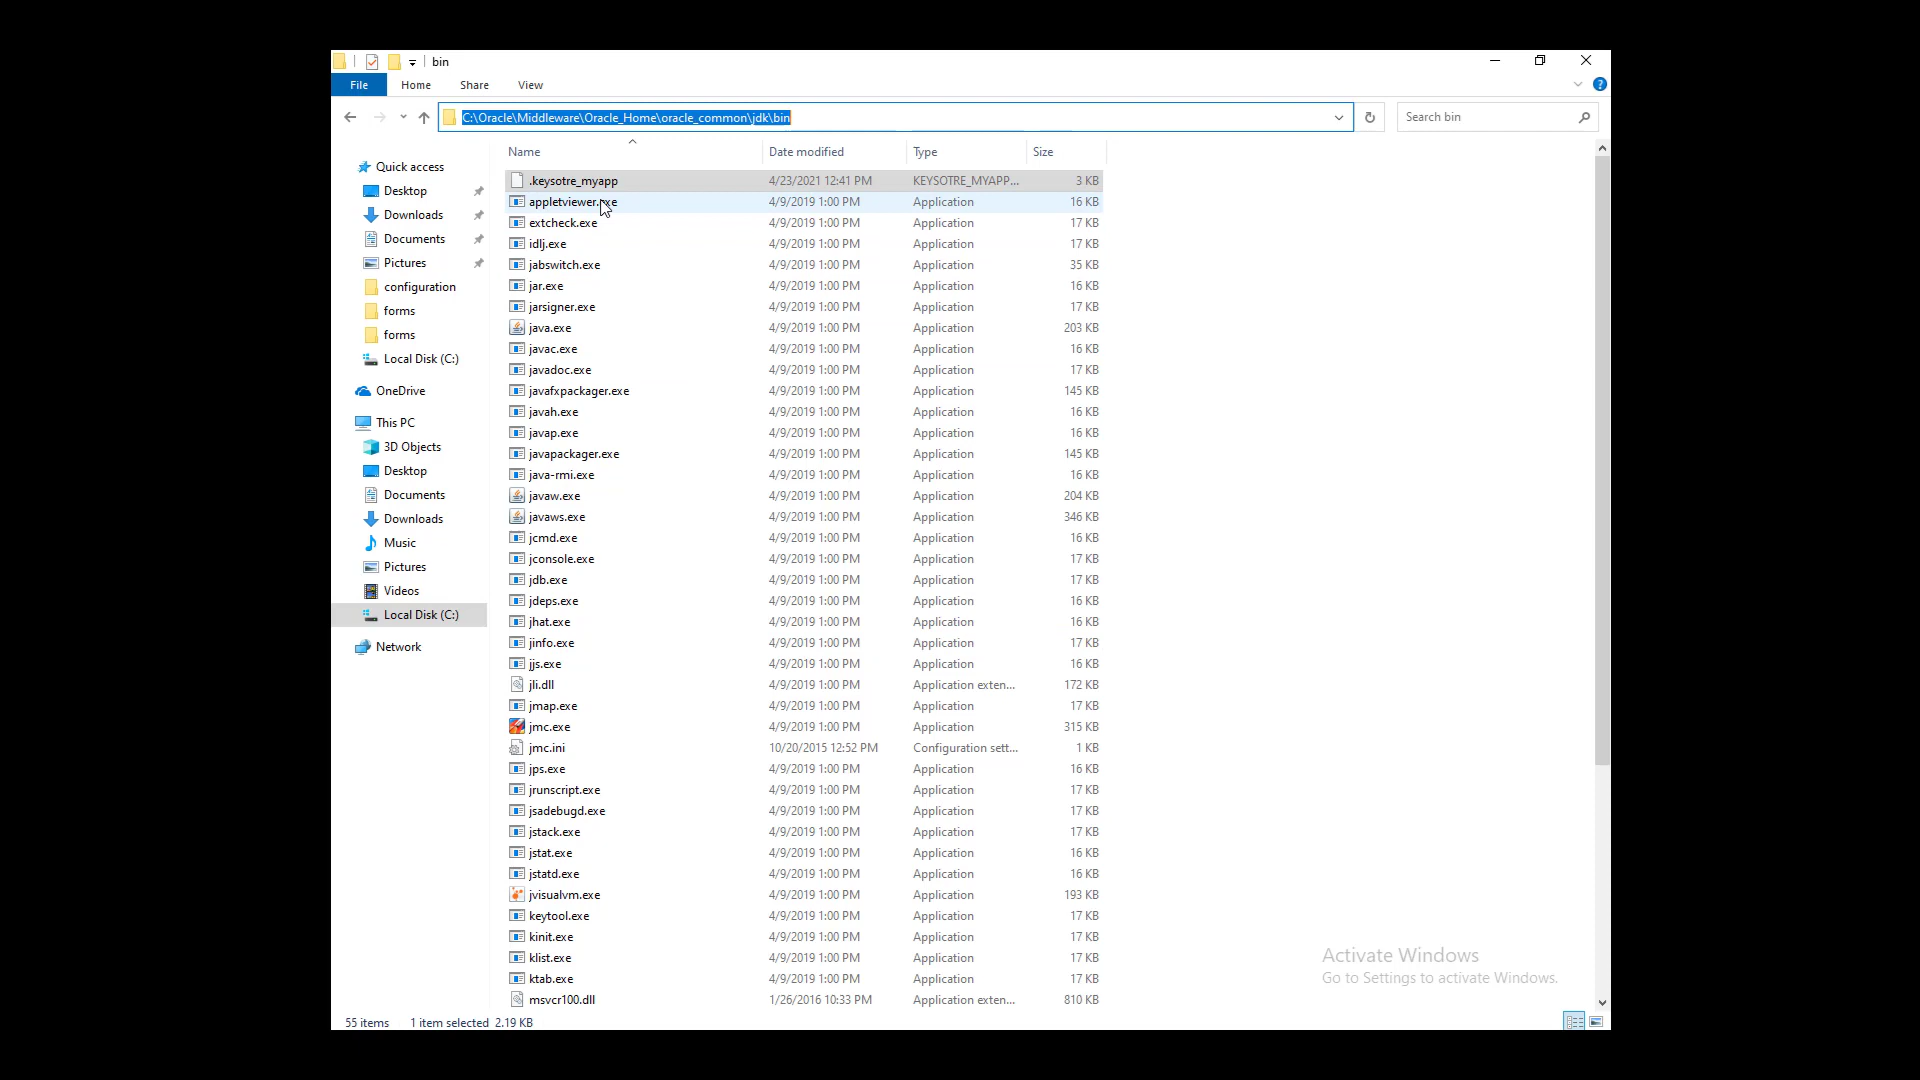 bin
File Home Share View
C:\Oracle\Middleware\Oracle_Home\oracle_common\jdk\bin
Search bin
Name Date modified Type Size
Quick access
Desktop
Downloads
Documents
Pictures
configuration
forms
forms
Local Disk (C:)
OneDrive
This PC
3D Objects
Desktop
Documents
Downloads
Music
Pictures
Videos
Local Disk (C:)
Network
.keysotre_myapp 4/23/2021 12:41 PM KEYSOTRE_MYAPP... 3 KB
appletviewer.exe 4/9/2019 1:00 PM Application 16 KB
extcheck.exe 4/9/2019 1:00 PM Application 17 KB
idlj.exe 4/9/2019 1:00 PM Application 17 KB
jabswitch.exe 4/9/2019 1:00 PM Application 35 KB
jar.exe 4/9/2019 1:00 PM Application 16 KB
jarsigner.exe 4/9/2019 1:00 PM Application 17 KB
java.exe 4/9/2019 1:00 PM Application 203 KB
javac.exe 4/9/2019 1:00 PM Application 16 KB
javadoc.exe 4/9/2019 1:00 PM Application 17 KB
javafxpackager.exe 4/9/2019 1:00 PM Application 145 KB
javah.exe 4/9/2019 1:00 PM Application 16 KB
javap.exe 4/9/2019 1:00 PM Application 16 KB
javapackager.exe 4/9/2019 1:00 PM Application 145 KB
java-rmi.exe 4/9/2019 1:00 PM Application 16 KB
javaw.exe 4/9/2019 1:00 PM Application 204 KB
javaws.exe 4/9/2019 1:00 PM Application 346 KB
jcmd.exe 4/9/2019 1:00 PM Application 16 KB
jconsole.exe 4/9/2019 1:00 PM Application 17 KB
jdb.exe 4/9/2019 1:00 PM Application 17 KB
jdeps.exe 4/9/2019 1:00 PM Application 16 KB
jhat.exe 4/9/2019 1:00 PM Application 16 KB
jinfo.exe 4/9/2019 1:00 PM Application 17 KB
jjs.exe 4/9/2019 1:00 PM Application 16 KB
jli.dll 4/9/2019 1:00 PM Application exten... 172 KB
jmap.exe 4/9/2019 1:00 PM Application 17 KB
jmc.exe 4/9/2019 1:00 PM Application 315 KB
jmc.ini 10/20/2015 12:52 PM Configuration sett... 1 KB
jps.exe 4/9/2019 1:00 PM Application 16 KB
jrunscript.exe 4/9/2019 1:00 PM Application 17 KB
jsadebugd.exe 4/9/2019 1:00 PM Application 17 KB
jstack.exe 4/9/2019 1:00 PM Application 17 KB
jstat.exe 4/9/2019 1:00 PM Application 16 KB
jstatd.exe 4/9/2019 1:00 PM Application 16 KB
jvisualvm.exe 4/9/2019 1:00 PM Application 193 KB
keytool.exe 4/9/2019 1:00 PM Application 17 KB
kinit.exe 4/9/2019 1:00 PM Application 17 KB
klist.exe 4/9/2019 1:00 PM Application 17 KB
ktab.exe 4/9/2019 1:00 PM Application 17 KB
msvcr100.dll 1/26/2016 10:33 PM Application exten... 810 KB
Activate Windows
Go to Settings to activate Windows.
55 items 1 item selected 2.19 KB